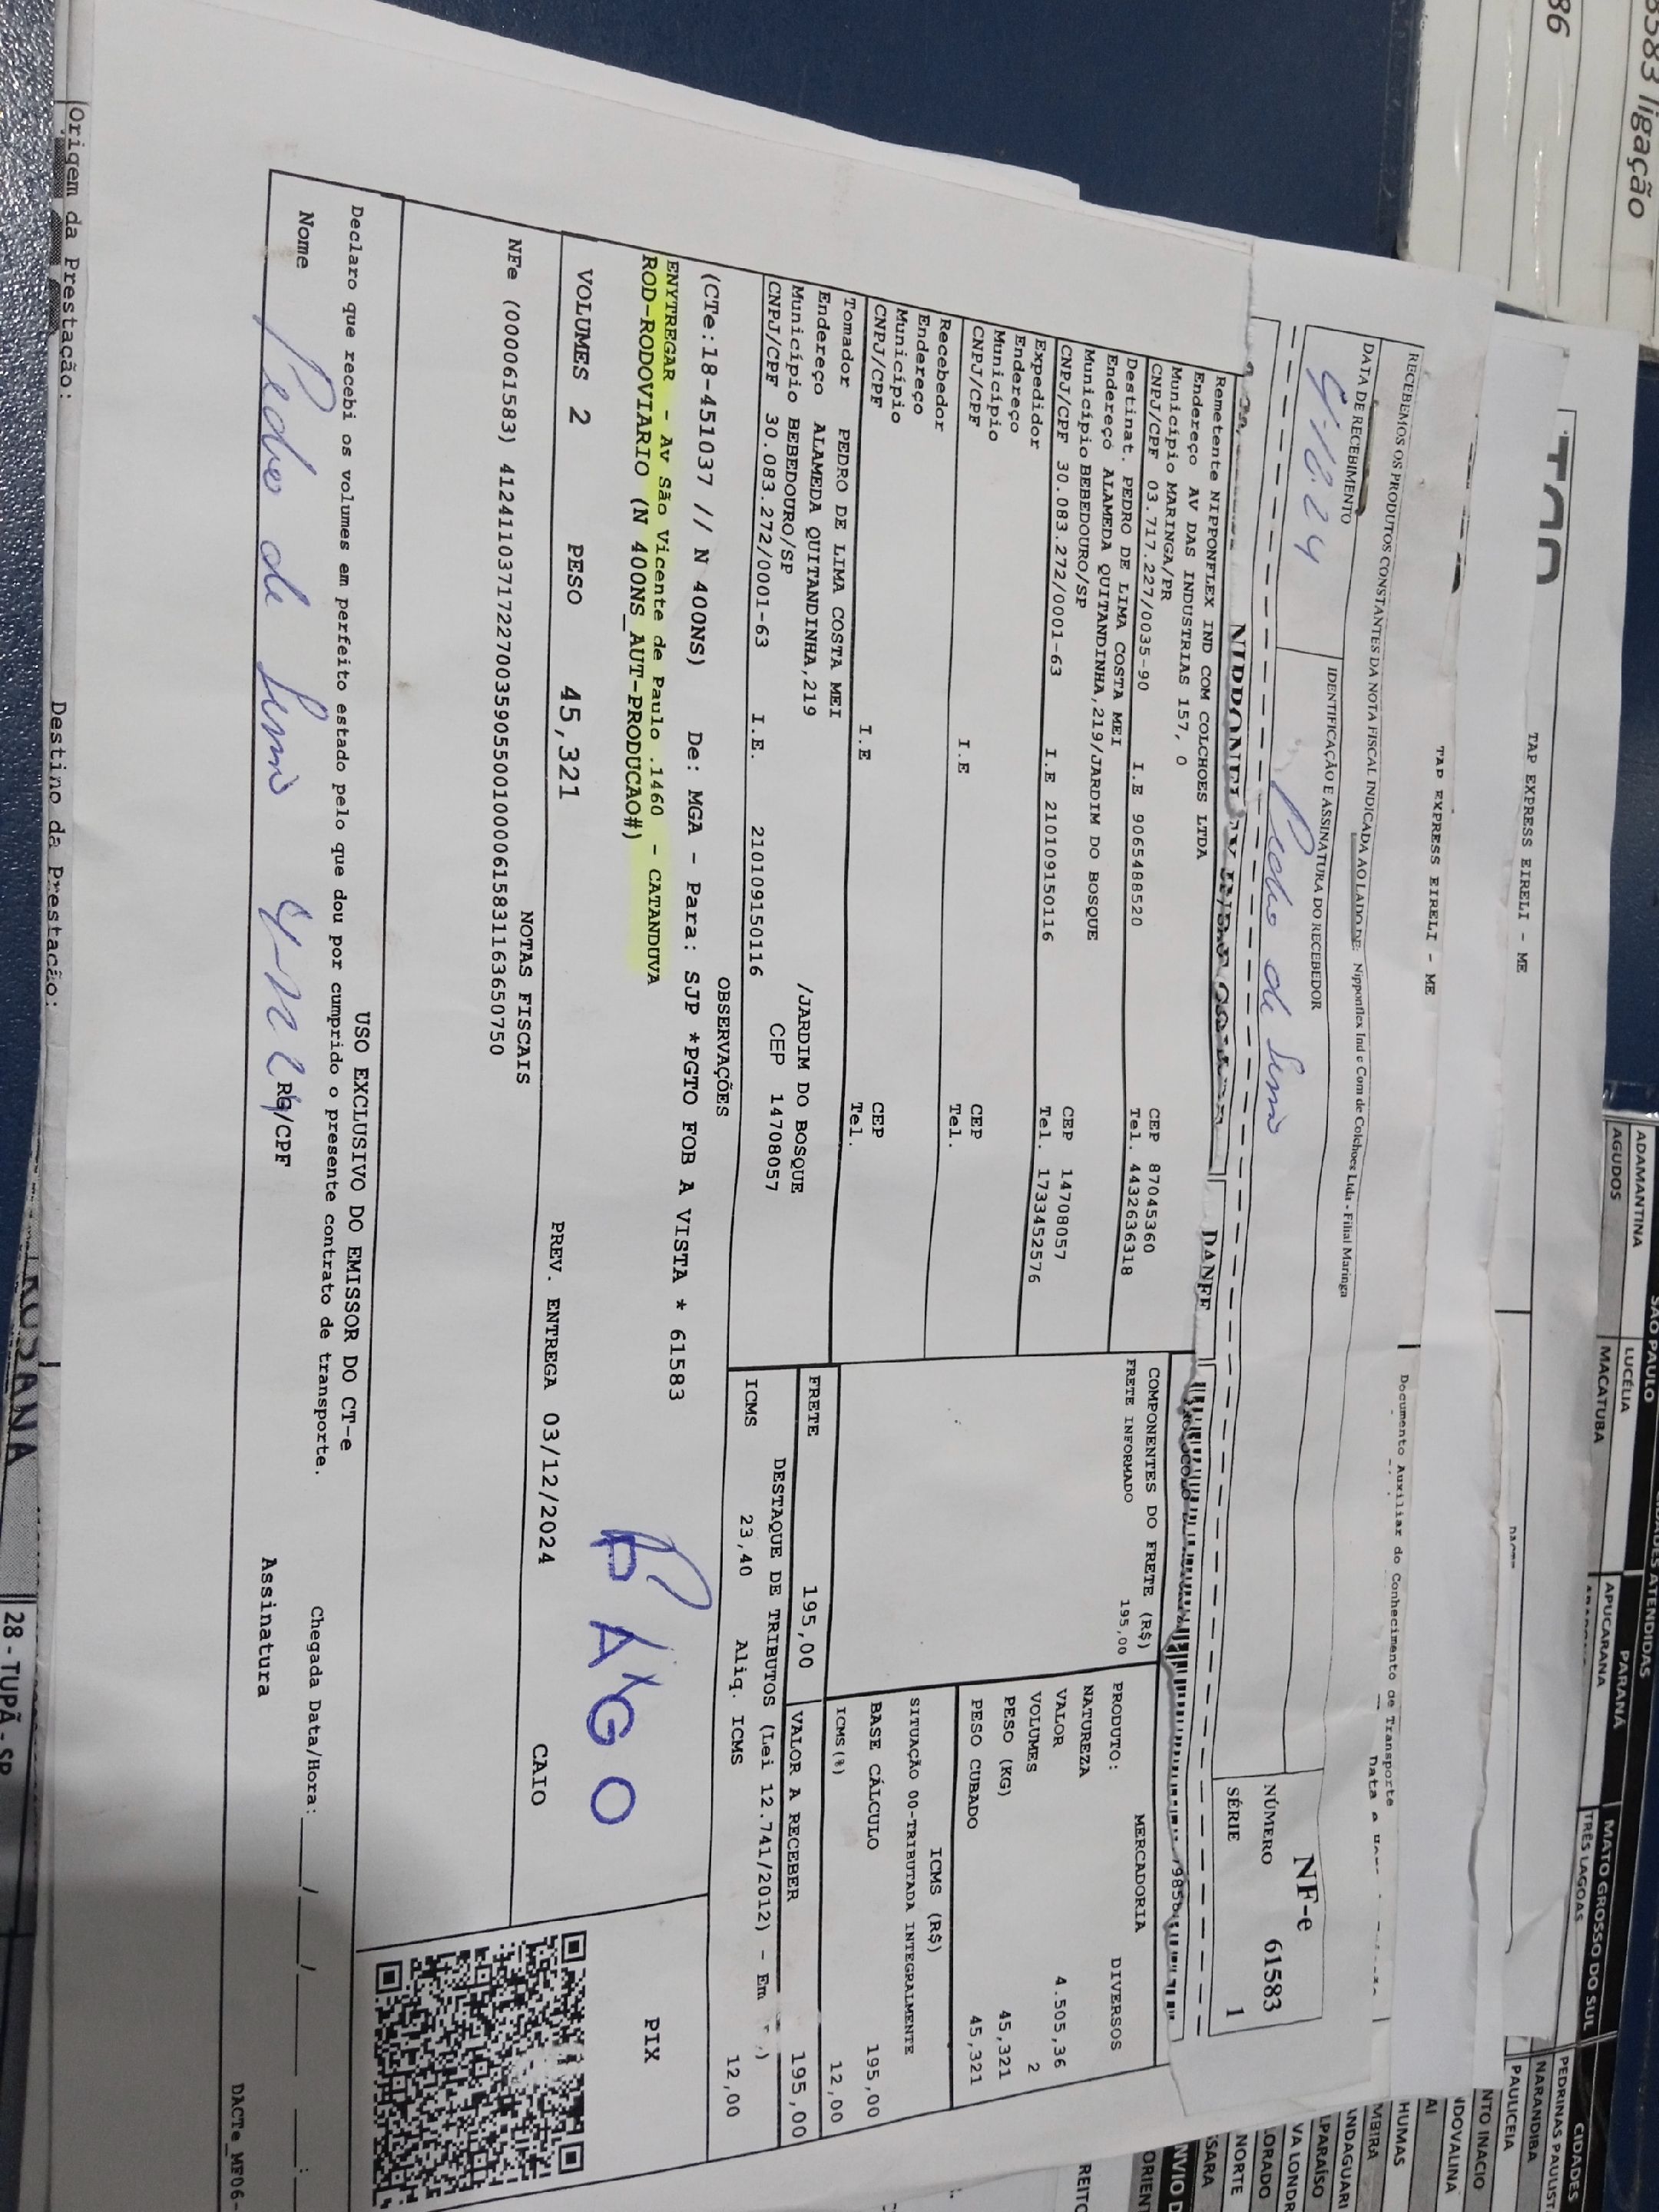 TAP EXPRESS EIRELI - ME
TAP EXPRESS EIRELI - ME
Documento Auxiliar do Conhecimento de Transporte
RECEBEMOS OS PRODUTOS CONSTANTES DA NOTA FISCAL INDICADA AO LADO DE: Nipponflex Ind e Com de Colchoes Ltda - Filial Maringa
NF-e
DATA DE RECEBIMENTO
IDENTIFICAÇÃO E ASSINATURA DO RECEBEDOR
NÚMERO 61583
SÉRIE 1
Pedro de Lima
DANFE
Remetente NIPPONFLEX IND COM COLCHOES LTDA
Endereço AV DAS INDUSTRIAS 157, 0
Município MARINGA/PR CEP 87045360
CNPJ/CPF 03.717.227/0035-90 I.E 9065488520 Tel. 4432636318
Destinat. PEDRO DE LIMA COSTA MEI
Endereço ALAMEDA QUITANDINHA,219/JARDIM DO BOSQUE
Município BEBEDOURO/SP CEP 14708057
CNPJ/CPF 30.083.272/0001-63 I.E 210109150116 Tel. 1733452576
Expedidor
Endereço
Município CEP
CNPJ/CPF I.E Tel.
Recebedor
Endereço
Município CEP
CNPJ/CPF I.E Tel.
Tomador PEDRO DE LIMA COSTA MEI
Endereço ALAMEDA QUITANDINHA,219 /JARDIM DO BOSQUE
Município BEBEDOURO/SP CEP 14708057
CNPJ/CPF 30.083.272/0001-63 I.E. 210109150116
COMPONENTES DO FRETE (R$)
FRETE INFORMADO 195,00
MERCADORIA
PRODUTO: DIVERSOS
NATUREZA
VALOR 4.505,36
VOLUMES 2
PESO (KG) 45,321
PESO CUBADO 45,321
ICMS (R$)
SITUAÇÃO 00-TRIBUTADA INTEGRALMENTE
BASE CÁLCULO 195,00
ICMS(%) 12,00
FRETE 195,00
VALOR A RECEBER 195,00
DESTAQUE DE TRIBUTOS (Lei 12.741/2012) - Em
ICMS 23,40 Aliq. ICMS 12,00
OBSERVAÇÕES
(CTe:18-451037 // N 400NS) De: MGA - Para: SJP *PGTO FOB A VISTA * 61583
ENYTREGAR - Av São Vicente de Paulo .1460 - CATANDUVA
ROD-RODOVIARIO (N 400NS_AUT-PRODUCAO#)
PAGO
PIX
VOLUMES 2 PESO 45,321 PREV. ENTREGA 03/12/2024 CAIO
NOTAS FISCAIS
NFe (000061583) 41241103717227003590550010000615831163650750
USO EXCLUSIVO DO EMISSOR DO CT-e
Declaro que recebi os volumes em perfeito estado pelo que dou por cumprido o presente contrato de transporte.
Chegada Data/Hora: / / :
Nome Pedro de Lima RG/CPF Assinatura
Origem da Prestação: Destino da Prestação:
ligação
86
SÃO PAULO
ADAMANTINA
AGUDOS
LUCÉLIA
MACATUBA
PARANÁ
APUCARANA
MATO GROSSO DO SUL
TRÊS LAGOAS
NARANDIBA
PAULICEIA
28 - TUPÃ - SP